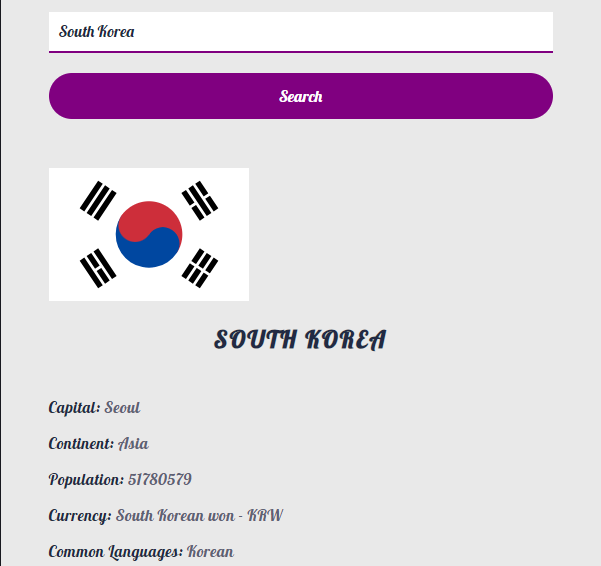 South Korea
Search
SOUTH KOREA
Capital: Seoul
Continent: Asia
Population: 51780579
Currency: South Korean won - KRW
Common Languages: Korean